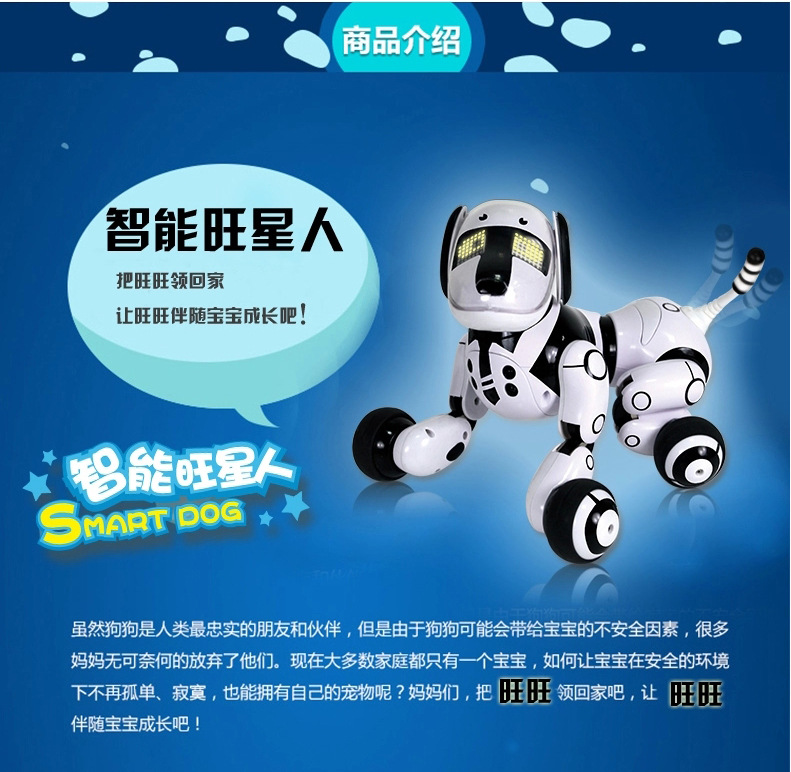 商品介绍
智能旺星人
把旺旺领回家
让旺旺伴随宝宝成长吧!
智能旺星人
SMART DOG
虽然狗狗是人类最忠实的朋友和伙伴，但是由于狗狗可能会带给宝宝的不安全因素，很多
妈妈无可奈何的放弃了他们。现在大多数家庭都只有一个宝宝，如何让宝宝在安全的环境
下不再孤单、寂寞，也能拥有自己的宠物呢？妈妈们，把 旺旺 领回家吧，让 旺旺
伴随宝宝成长吧！